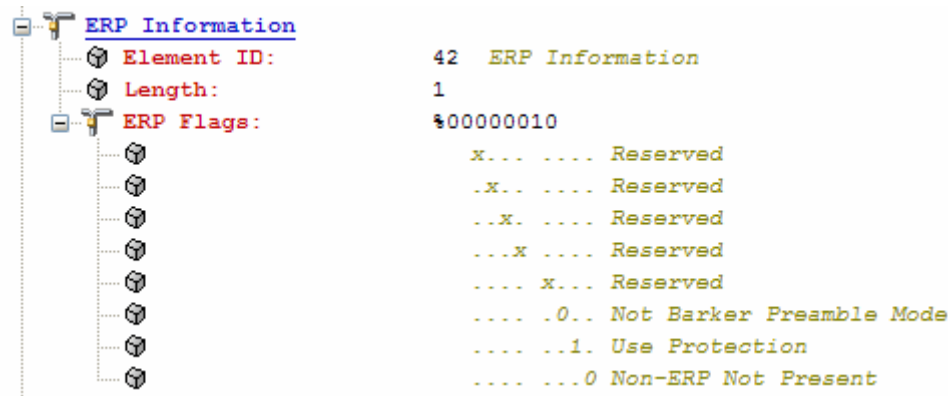 ERP Information
Element ID: 42 ERP Information
Length: 1
ERP Flags: %00000010
x... .... Reserved
.x.. .... Reserved
..x. .... Reserved
...x .... Reserved
.... x... Reserved
.... .0.. Not Barker Preamble Mode
.... ..1. Use Protection
.... ...0 Non-ERP Not Present